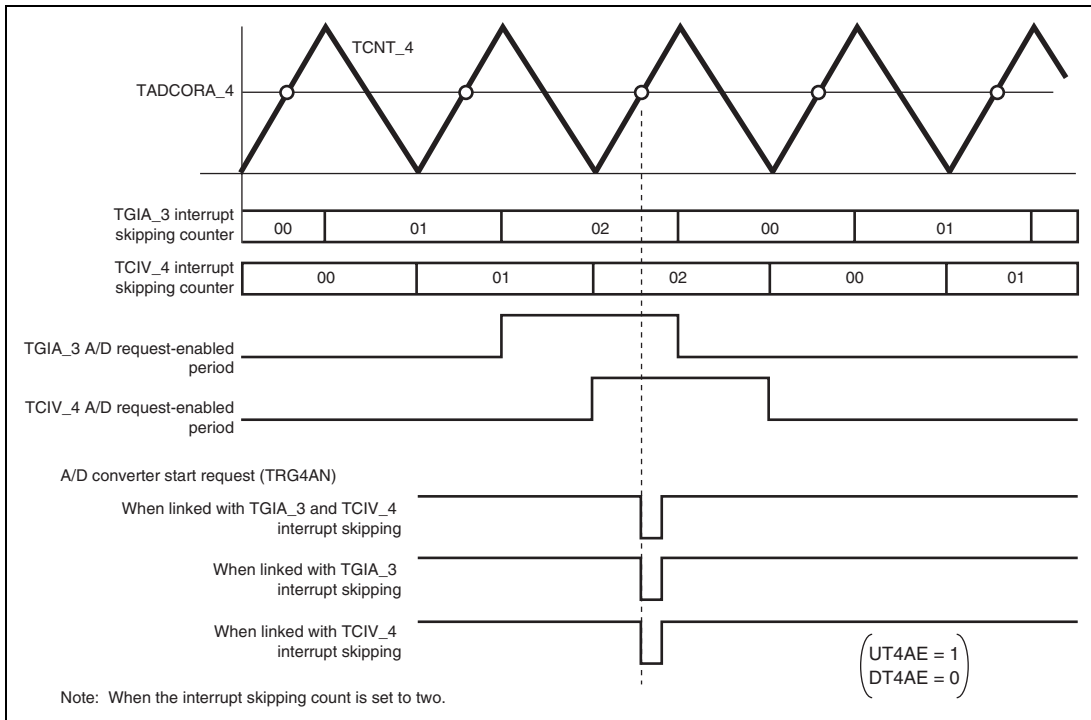 TCNT_4
TADCORA_4
TGIA_3 interrupt
skipping counter
00 01 02 00 01
TCIV_4 interrupt
skipping counter
00 01 02 00 01
TGIA_3 A/D request-enabled
period
TCIV_4 A/D request-enabled
period
A/D converter start request (TRG4AN)
When linked with TGIA_3 and TCIV_4
interrupt skipping
When linked with TGIA_3
interrupt skipping
When linked with TCIV_4
interrupt skipping
UT4AE = 1
DT4AE = 0
Note: When the interrupt skipping count is set to two.